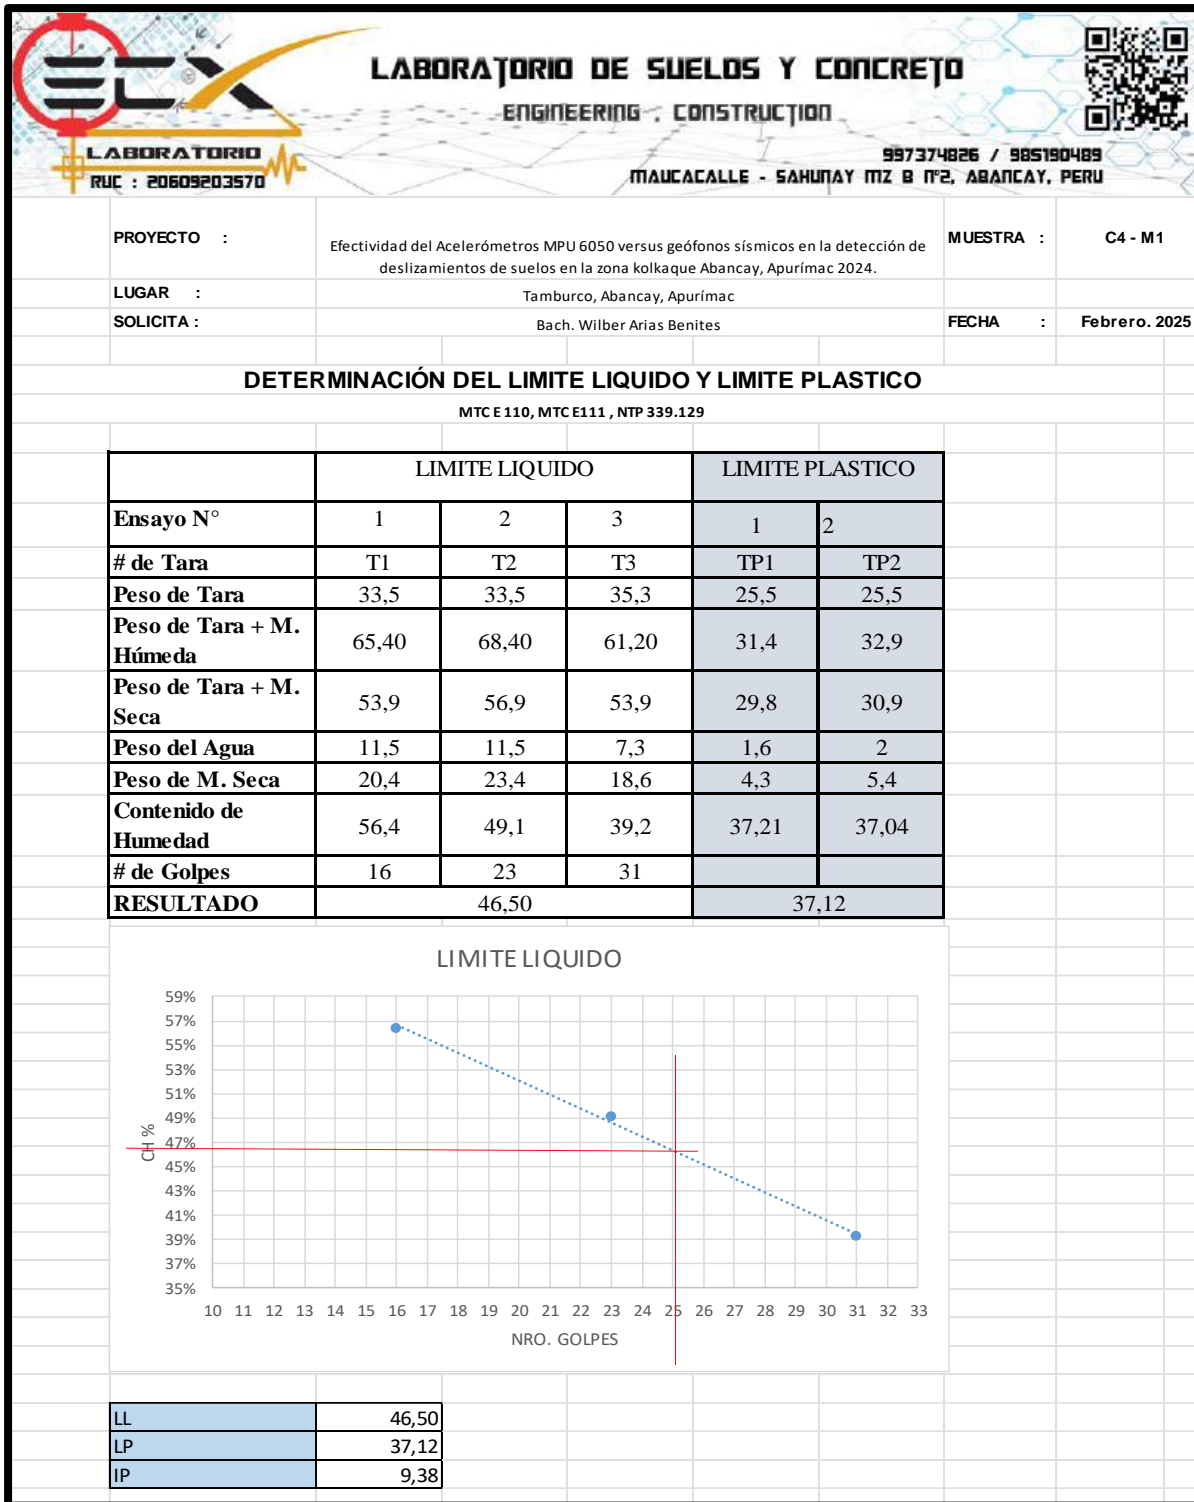 ECX
LABORATORIO
RUC : 20609203570
LABORATORIO DE SUELOS Y CONCRETO
ENGINEERING , CONSTRUCTION
997374826 / 985190489
MAUCACALLE - SAHUNAY MZ B Nº2, ABANCAY, PERU
PROYECTO :
Efectividad del Acelerómetros MPU 6050 versus geófonos sísmicos en la detección de
deslizamientos de suelos en la zona kolkaque Abancay, Apurímac 2024.
MUESTRA : C4 - M1
LUGAR : Tamburco, Abancay, Apurímac
SOLICITA : Bach. Wilber Arias Benites FECHA : Febrero. 2025
DETERMINACIÓN DEL LIMITE LIQUIDO Y LIMITE PLASTICO
MTC E 110, MTC E111 , NTP 339.129
LIMITE LIQUIDO LIMITE PLASTICO
Ensayo N° 1 2 3 1 2
# de Tara T1 T2 T3 TP1 TP2
Peso de Tara 33,5 33,5 35,3 25,5 25,5
Peso de Tara + M.
Húmeda 65,40 68,40 61,20 31,4 32,9
Peso de Tara + M.
Seca 53,9 56,9 53,9 29,8 30,9
Peso del Agua 11,5 11,5 7,3 1,6 2
Peso de M. Seca 20,4 23,4 18,6 4,3 5,4
Contenido de
Humedad 56,4 49,1 39,2 37,21 37,04
# de Golpes 16 23 31
RESULTADO 46,50 37,12
LIMITE LIQUIDO
59%
57%
55%
53%
51%
49%
47%
45%
43%
41%
39%
37%
35%
CH %
10 11 12 13 14 15 16 17 18 19 20 21 22 23 24 25 26 27 28 29 30 31 32 33
NRO. GOLPES
LL 46,50
LP 37,12
IP 9,38